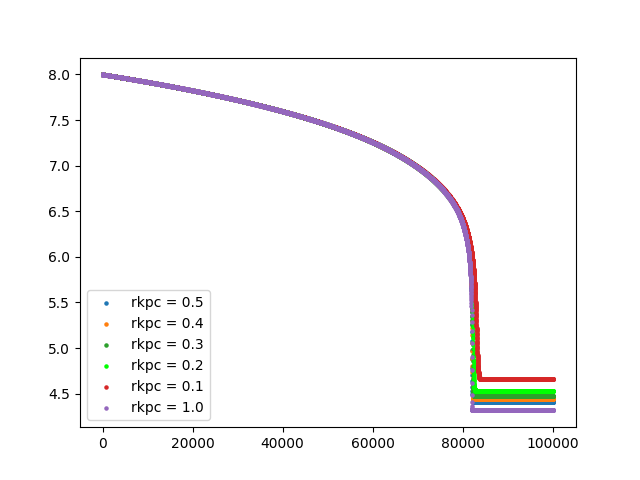 8.0
7.5
7.0
6.5
6.0
5.5
5.0
4.5
rkpc = 0.5
rkpc = 0.4
rkpc = 0.3
rkpc = 0.2
rkpc = 0.1
rkpc = 1.0
0 20000 40000 60000 80000 100000